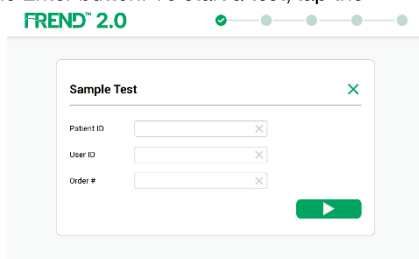 FREND™ 2.0
Sample Test
Patient ID
User ID
Order #